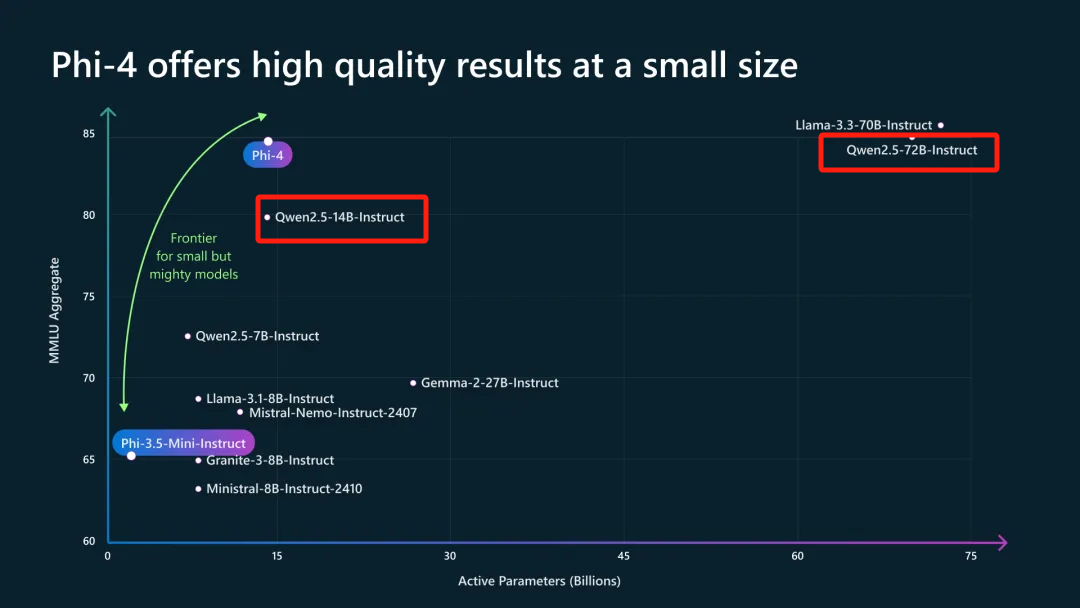 Phi-4 offers high quality results at a small size
MMLU Aggregate
85
80
75
70
65
60
Llama-3.3-70B-Instruct
Qwen2.5-72B-Instruct
Phi-4
Qwen2.5-14B-Instruct
Frontier
for small but
mighty models
Qwen2.5-7B-Instruct
Gemma-2-27B-Instruct
Llama-3.1-8B-Instruct
Mistral-Nemo-Instruct-2407
Phi-3.5-Mini-Instruct
Granite-3-8B-Instruct
Ministral-8B-Instruct-2410
0
15
30
45
60
75
Active Parameters (Billions)